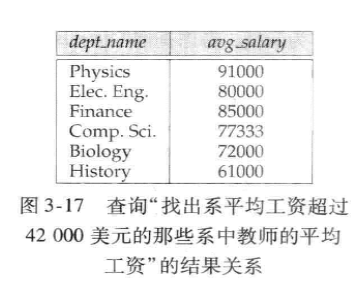 dept_name avg_salary
Physics 91000
Elec. Eng. 80000
Finance 85000
Comp. Sci. 77333
Biology 72000
History 61000
图 3-17 查询“找出系平均工资超过
42 000 美元的那些系中教师的平均
工资”的结果关系